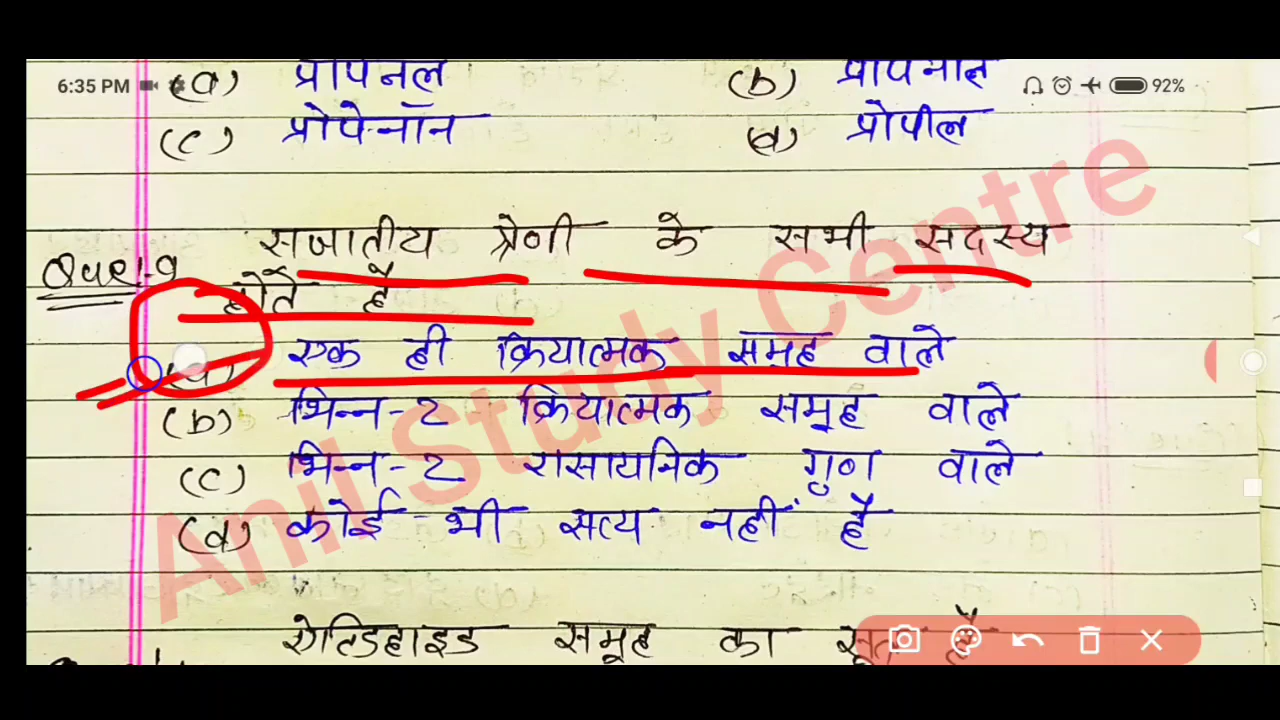 6:35 PM 92%
(a) प्रोपेनल (b) प्रोपेनॉल
(c) प्रोपेनॉन (d) प्रोपील
Que:-9 सजातीय श्रेणी के सभी सदस्य
होते है
(a) एक ही क्रियात्मक समूह वाले
(b) भिन्न-2 क्रियात्मक समूह वाले
(c) भिन्न-2 रासायनिक गुण वाले
(d) कोई भी सत्य नहीं है
ऐल्डिहाइड समूह का सूत्र है
Anil Study Centre